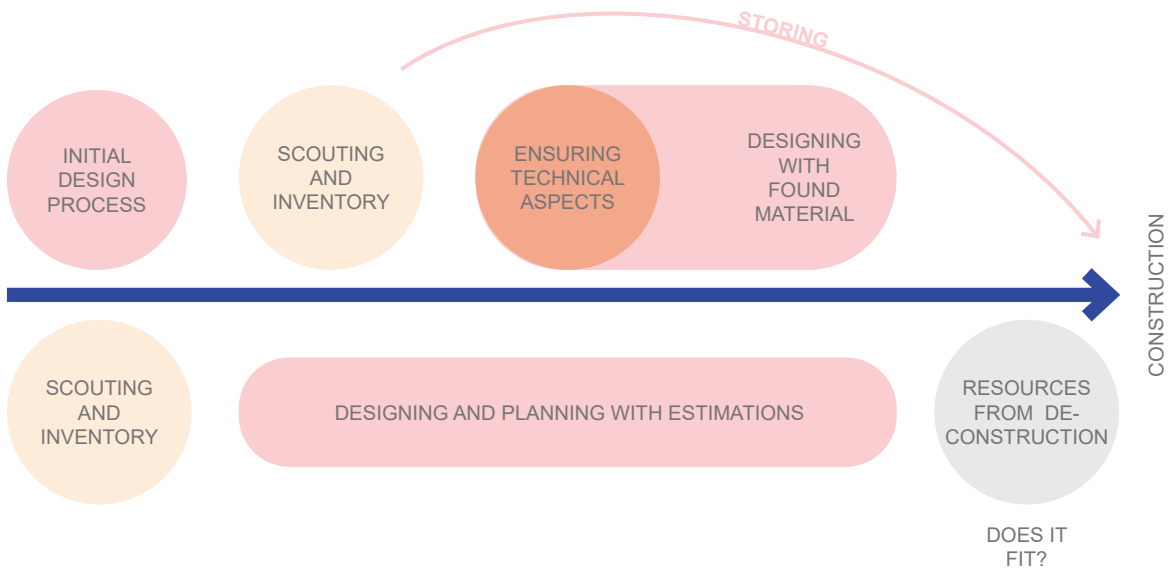 STORING
INITIAL
DESIGN
PROCESS
SCOUTING
AND
INVENTORY
ENSURING
TECHNICAL
ASPECTS
DESIGNING
WITH
FOUND
MATERIAL
CONSTRUCTION
SCOUTING
AND
INVENTORY
DESIGNING AND PLANNING WITH ESTIMATIONS
RESOURCES
FROM DE-
CONSTRUCTION
DOES IT
FIT?